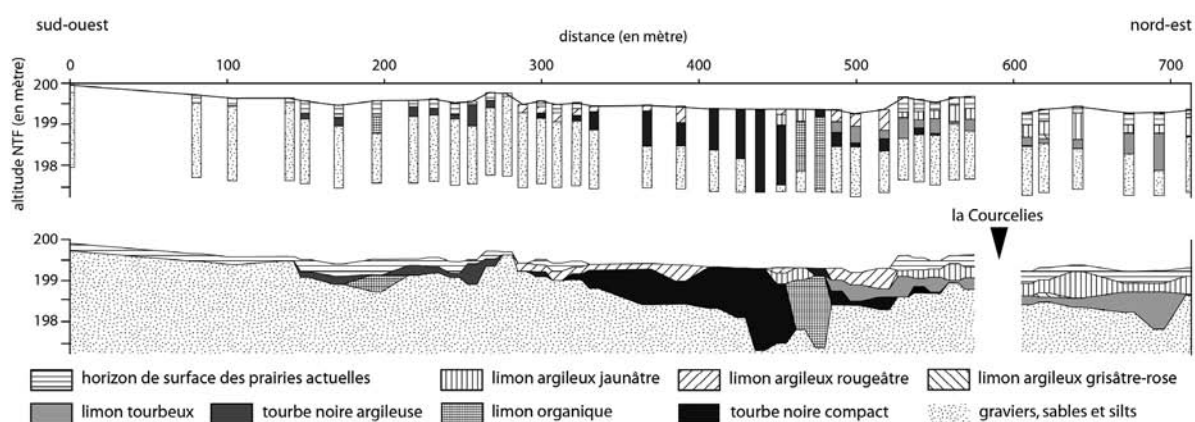 sud-ouest
nord-est
distance (en mètre)
0 100 200 300 400 500 600 700
altitude NTF (en mètre)
200
199
198
la Courcelies
200
199
198
horizon de surface des prairies actuelles
limon argileux jaunâtre
limon argileux rougeâtre
limon argileux grisâtre-rose
limon tourbeux
tourbe noire argileuse
limon organique
tourbe noire compact
graviers, sables et silts